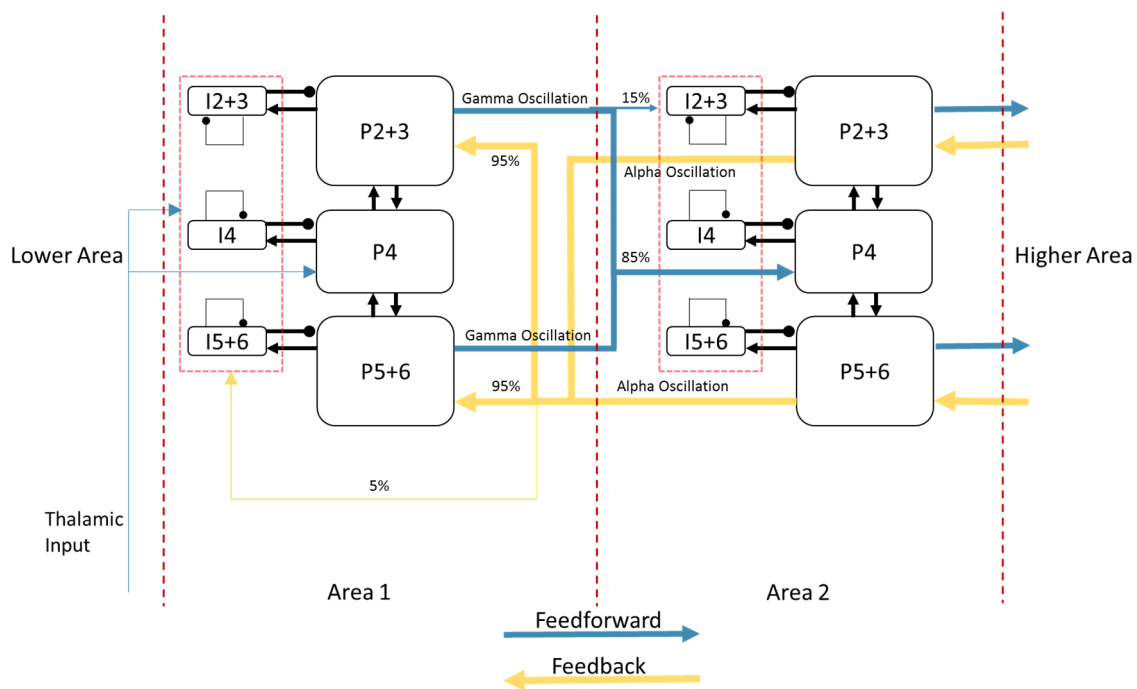 I2+3
P2+3
Gamma Oscillation
15%
I2+3
P2+3
95%
Alpha Oscillation
I4
P4
I4
P4
Lower Area
85%
Higher Area
I5+6
P5+6
Gamma Oscillation
I5+6
P5+6
95%
Alpha Oscillation
5%
Thalamic
Input
Area 1
Area 2
Feedforward
Feedback